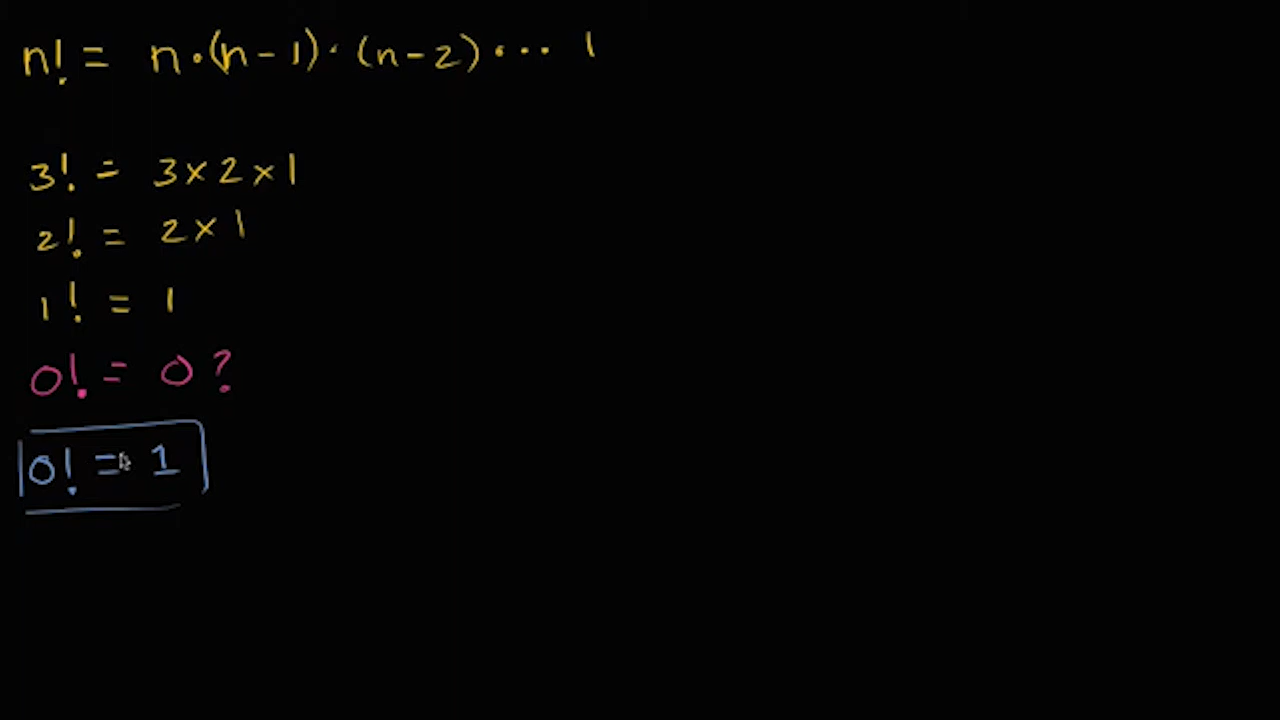 n! = n·(n-1)·(n-2)·... 1
3! = 3×2×1
2! = 2×1
1! = 1
0! = 0?
0! = 1